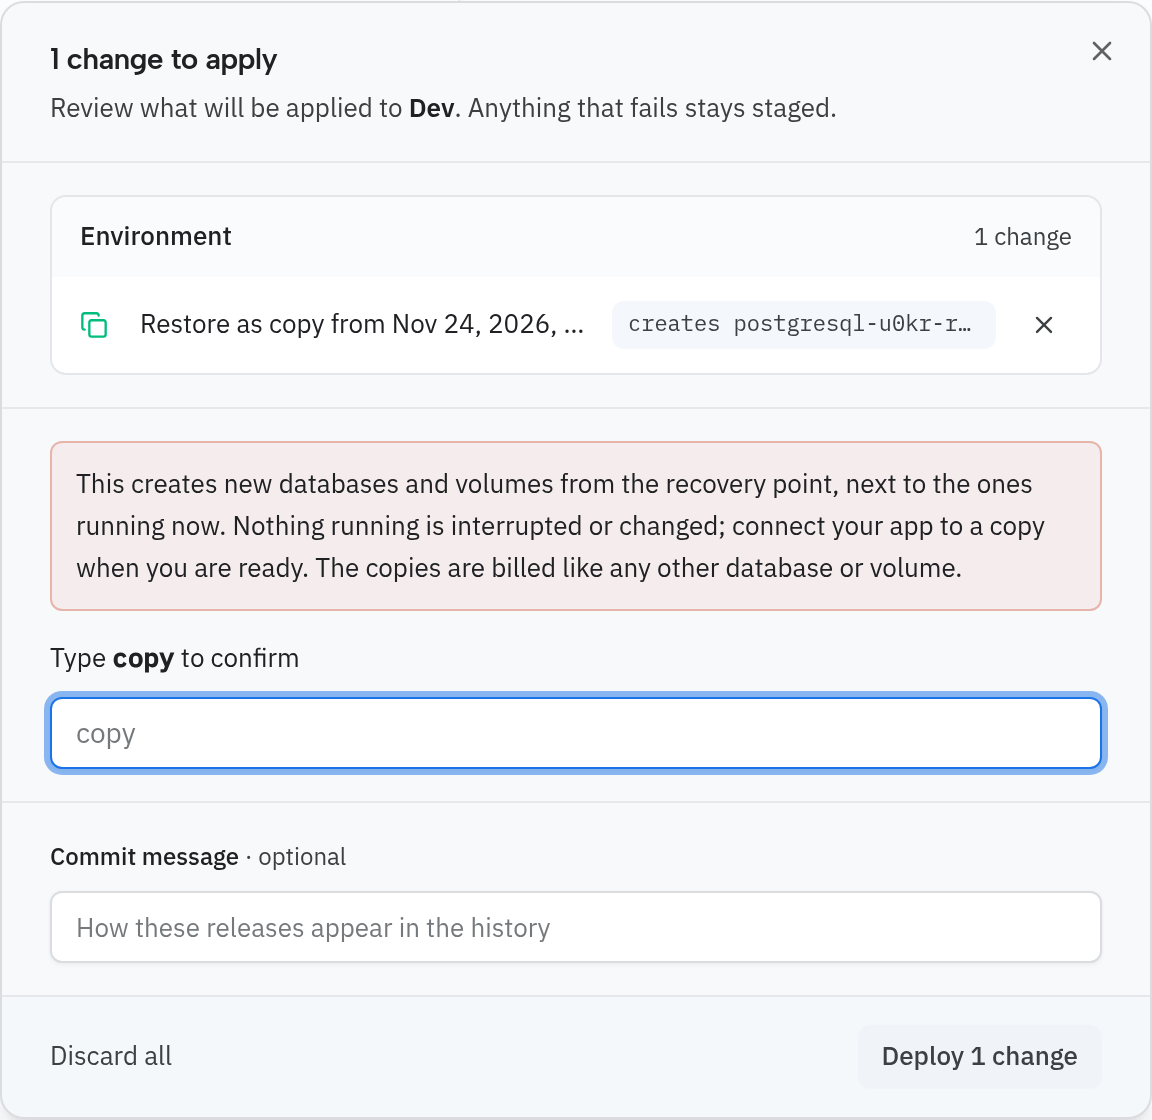 1 change to apply
Review what will be applied to Dev. Anything that fails stays staged.
Environment
1 change
Restore as copy from Nov 24, 2026, ...
creates postgresql-u0kr-r…
This creates new databases and volumes from the recovery point, next to the ones
running now. Nothing running is interrupted or changed; connect your app to a copy
when you are ready. The copies are billed like any other database or volume.
Type copy to confirm
copy
Commit message · optional
How these releases appear in the history
Discard all
Deploy 1 change